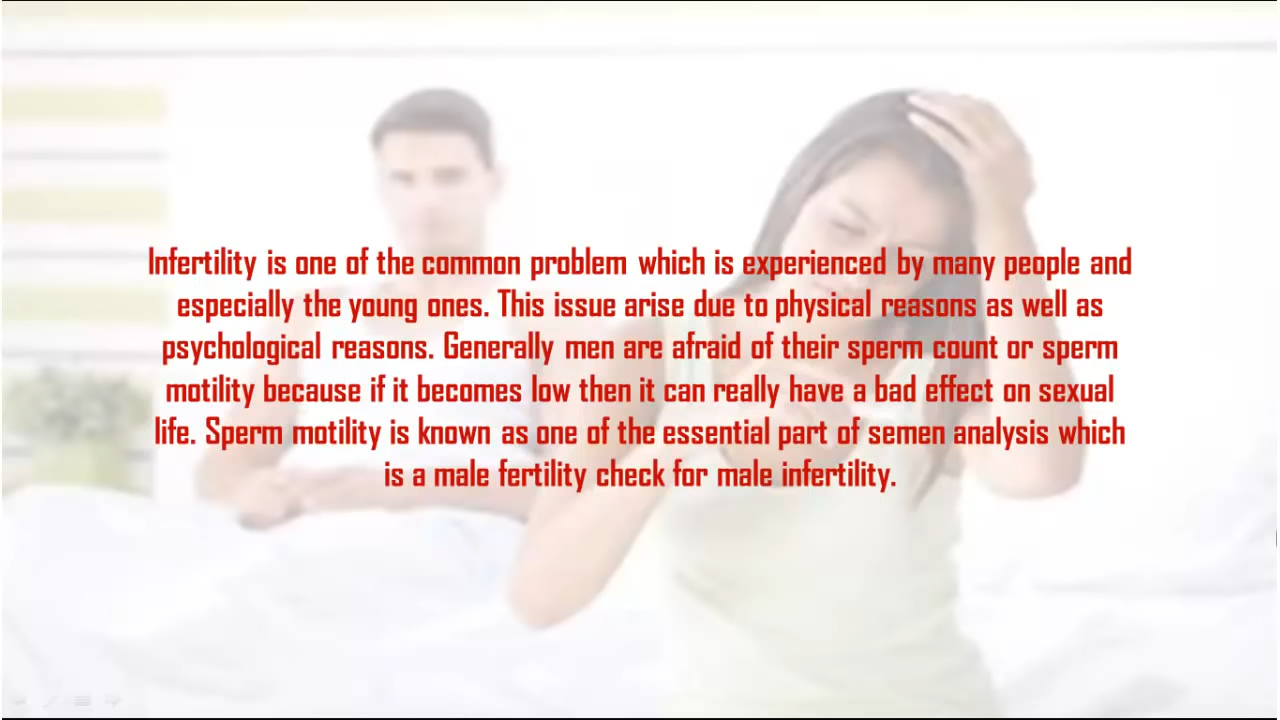 Infertility is one of the common problem which is experienced by many people and
especially the young ones. This issue arise due to physical reasons as well as
psychological reasons. Generally men are afraid of their sperm count or sperm
motility because if it becomes low then it can really have a bad effect on sexual
life. Sperm motility is known as one of the essential part of semen analysis which
is a male fertility check for male infertility.